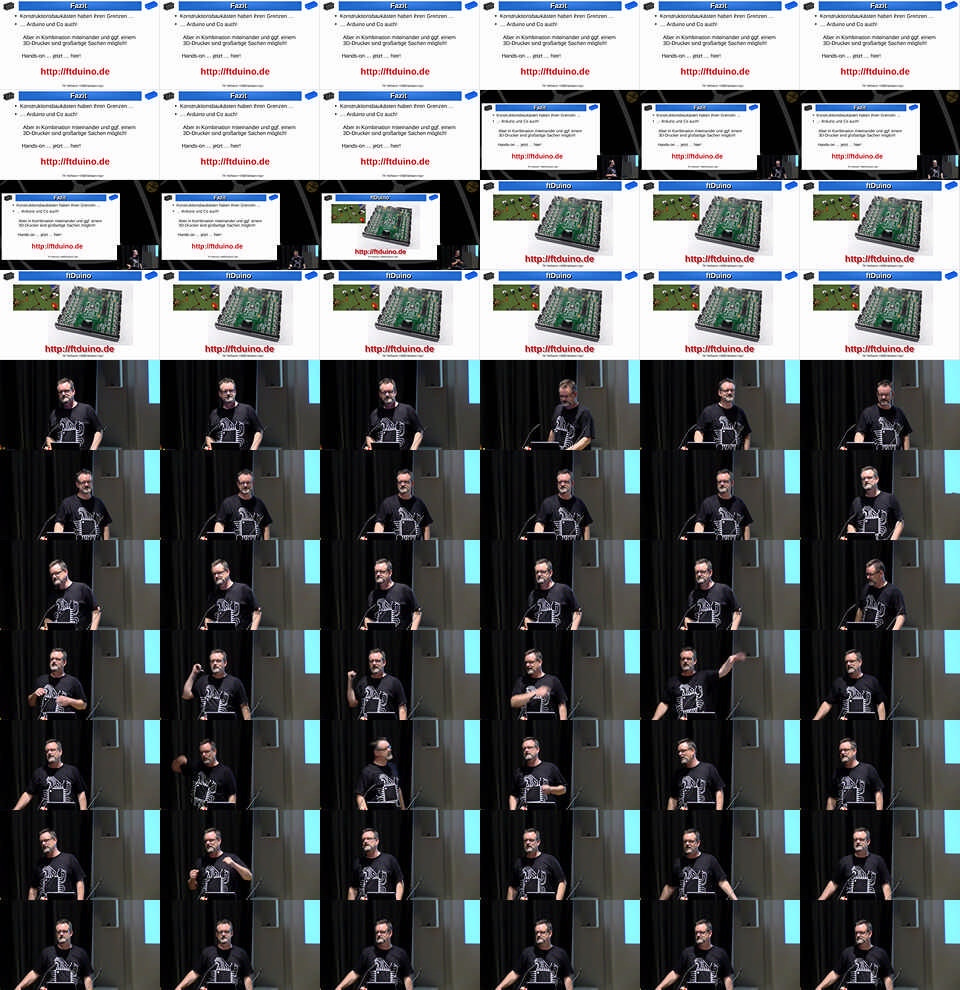 Fazit
Konstruktionsbaukästen haben ihren Grenzen ...
... Arduino und Co auch!
Aber in Kombination miteinander und ggf. einem
3D-Drucker sind großartige Sachen möglich!
Hands-on ... jetzt ... hier!
http://ftduino.de
ftDuino
http://ftduino.de